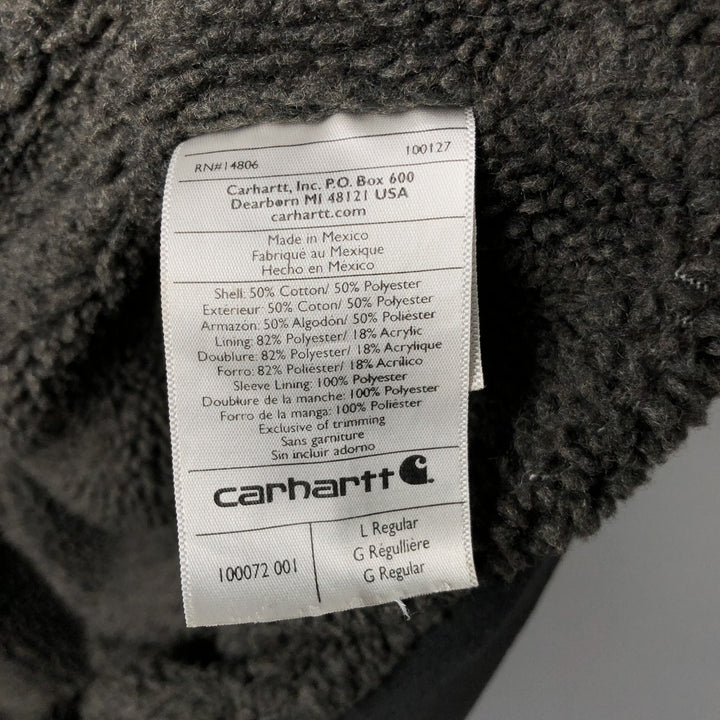 RN#14806 100127
Carhartt, Inc. P.O. Box 600
Dearborn MI 48121 USA
carhartt.com
Made in Mexico
Fabriqué au Mexique
Hecho en México
Shell: 50% Cotton/ 50% Polyester
Extérieur: 50% Coton/ 50% Polyester
Armazón: 50% Algodón/ 50% Poliéster
Lining: 82% Polyester/ 18% Acrylic
Doublure: 82% Polyester/ 18% Acrylique
Forro: 82% Poliéster/ 18% Acrílico
Sleeve Lining: 100% Polyester
Doublure de la manche: 100% Polyester
Forro de la manga: 100% Poliéster
Exclusive of trimming
Sans garniture
Sin incluir adorno
carhartt
100072 001
L Regular
G Régullière
G Regular